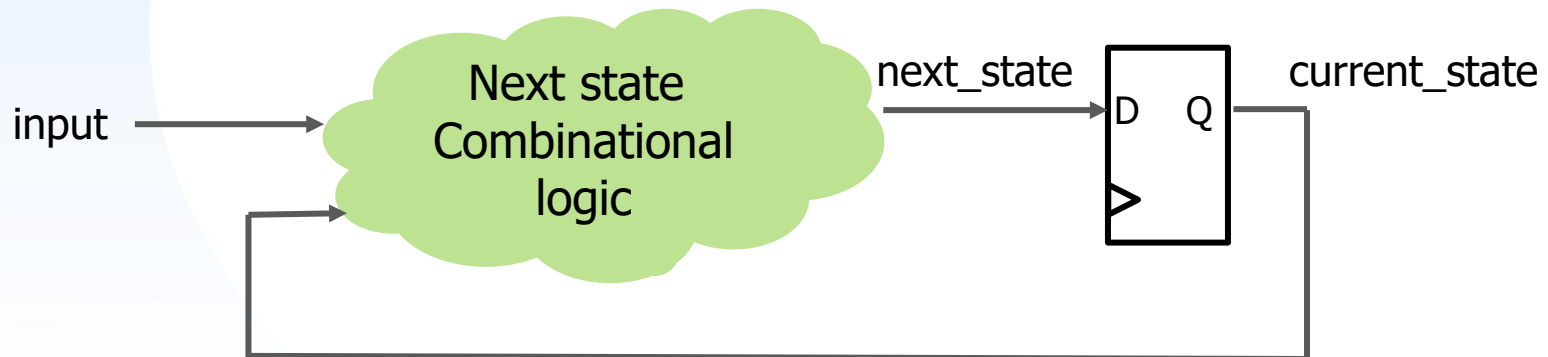 input
Next state
Combinational
logic
next_state
D Q
current_state